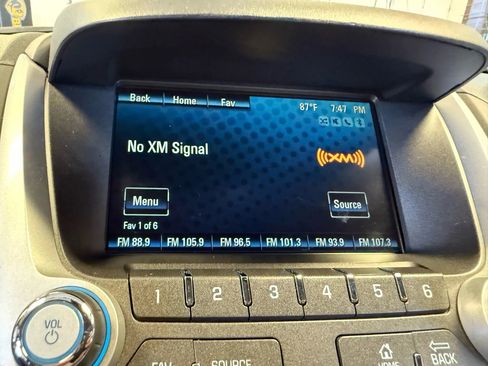 Back Home Fav 87°F 7:47 PM
No XM Signal
((XM))
Menu Source
Fav 1 of 6
FM 88.9 FM 105.9 FM 96.5 FM 101.3 FM 93.9 FM 107.3
1 2 3 4 5 6
VOL
FAV SOURCE HOME BACK